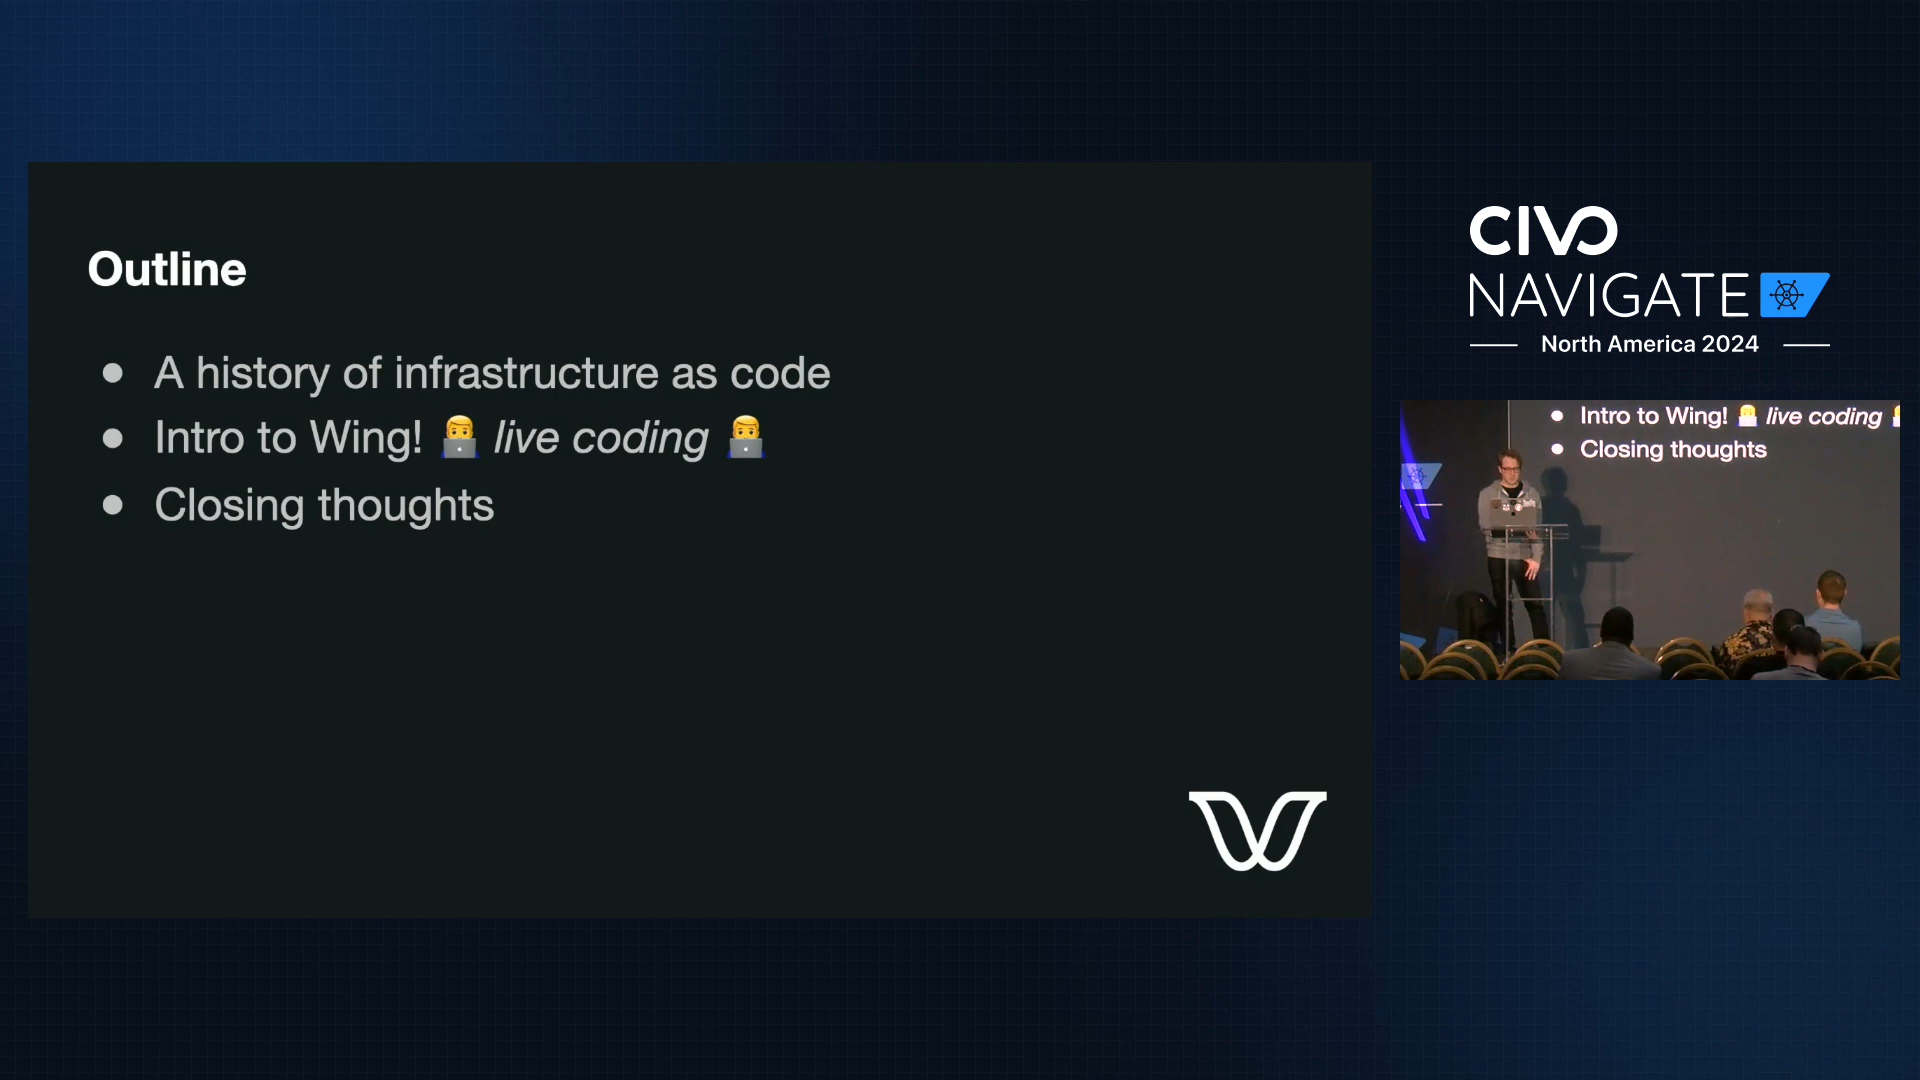 Outline
● A history of infrastructure as code
● Intro to Wing! 👨‍💻 live coding 👨‍💻
● Closing thoughts
CIVO
NAVIGATE
North America 2024
● Intro to Wing! 👨‍💻 live coding
● Closing thoughts